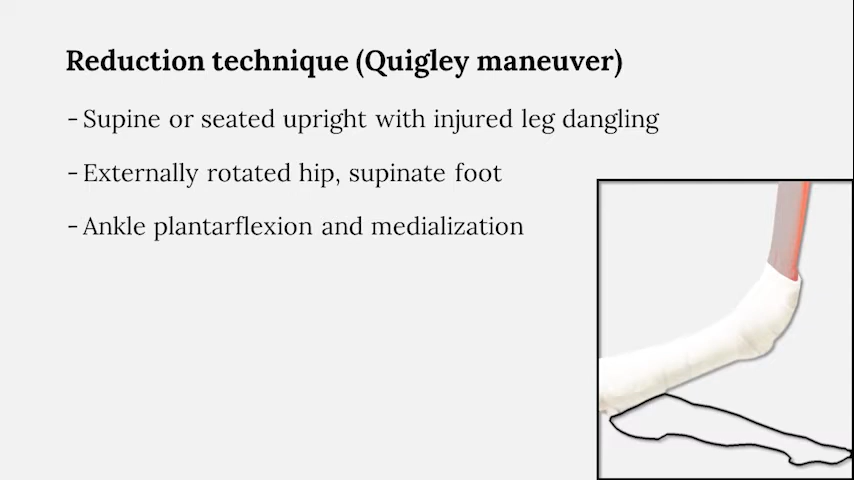 Reduction technique (Quigley maneuver)
- Supine or seated upright with injured leg dangling
- Externally rotated hip, supinate foot
- Ankle plantarflexion and medialization